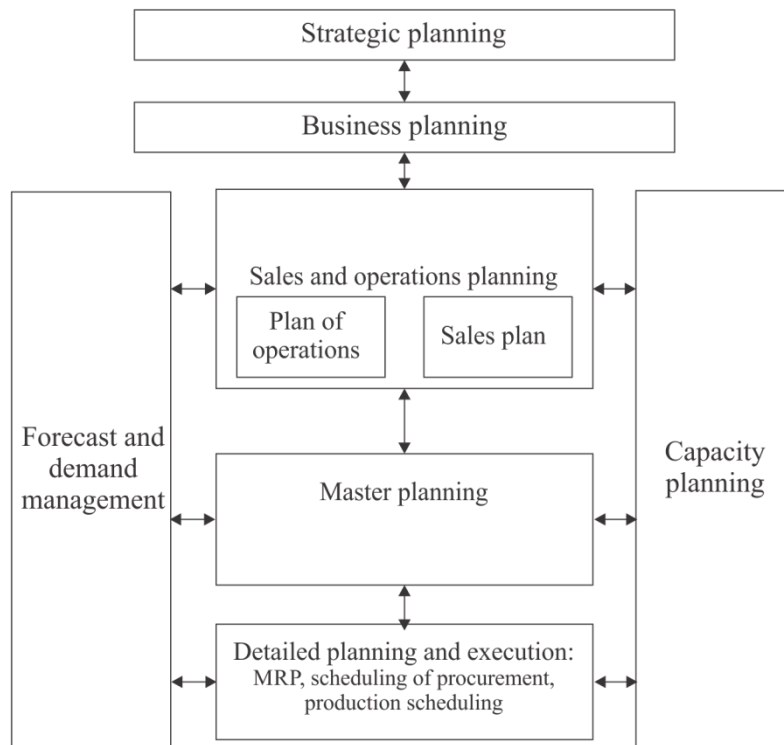 Strategic planning
Business planning
Sales and operations planning
Plan of
operations
Sales plan
Forecast and
demand
management
Master planning
Capacity
planning
Detailed planning and execution:
MRP, scheduling of procurement,
production scheduling